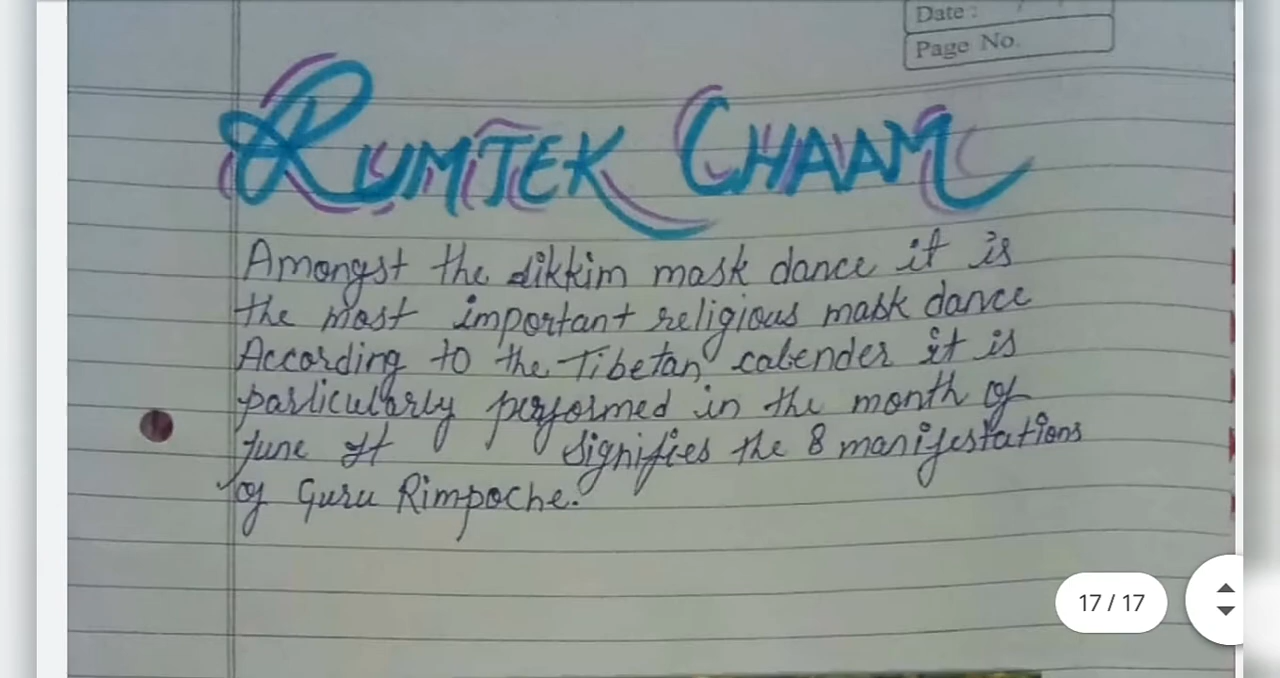 Date :
Page No.
RUMTEK CHAAM
Amongst the sikkim mask dance it is
the most important religious mask dance
According to the Tibetan calender it is
particularly performed in the month of
June It signifies the 8 manifestations
of Guru Rimpoche.
17 / 17